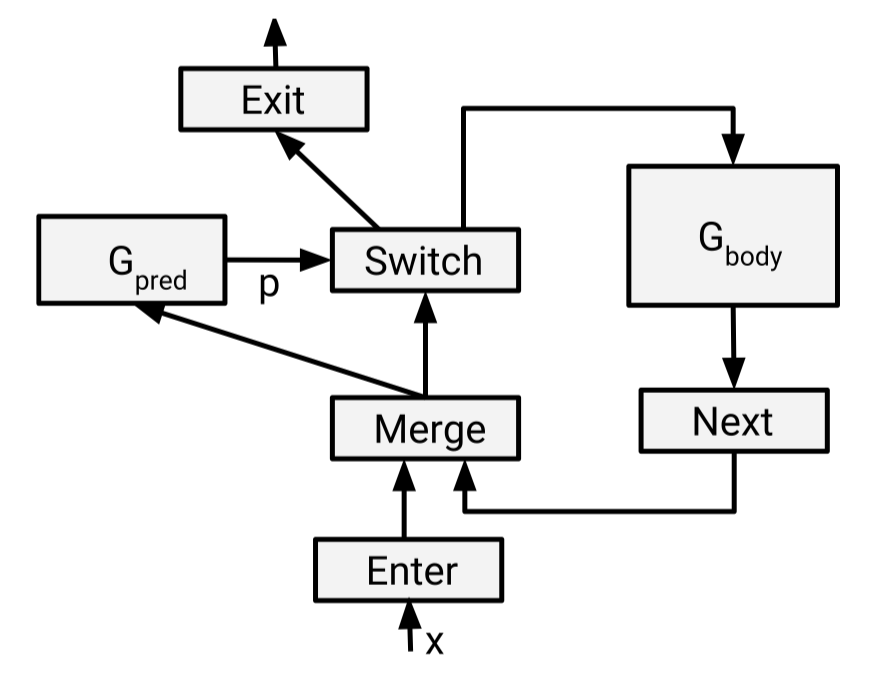 Exit
G_pred
p
Switch
G_body
Merge
Next
Enter
x